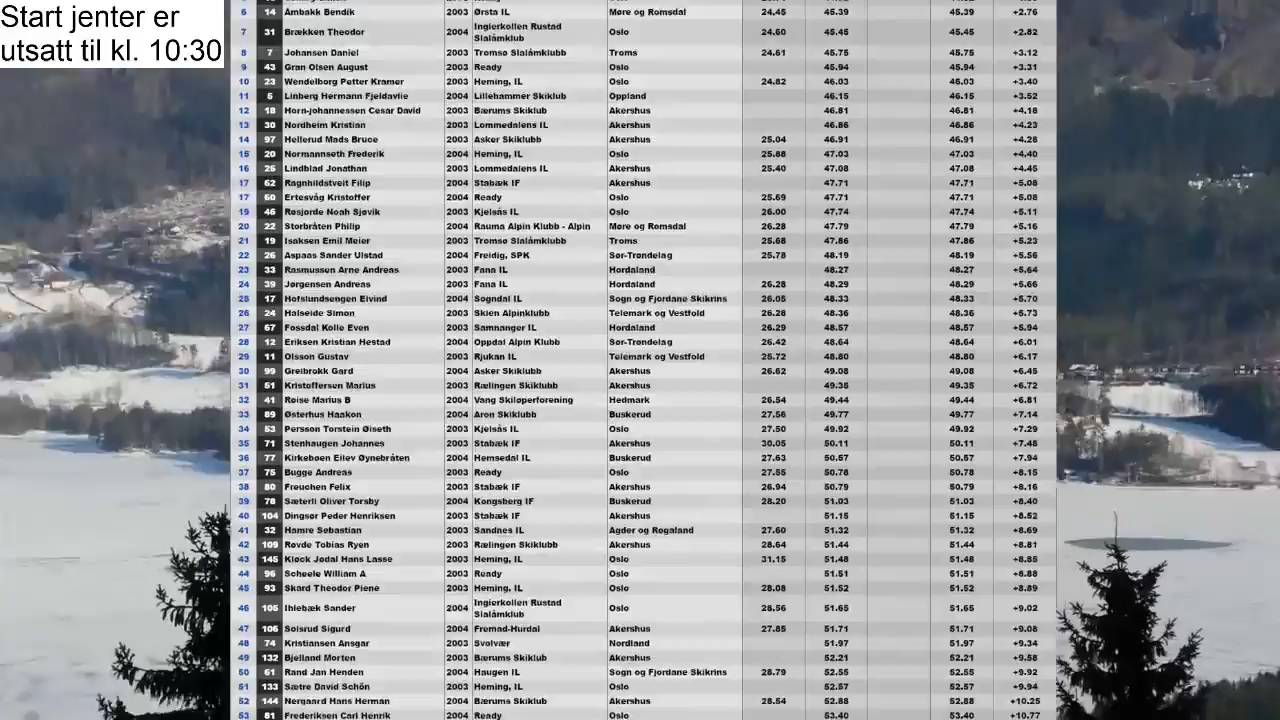 Start jenter er
utsatt til kl. 10:30
6 14 Ambakk Bendik 2003 Ørsta IL Møre og Romsdal 24.45 45.39 45.39 +2.76
7 31 Brækken Theodor 2004 Ingierkollen Rustad Slalåmklub Oslo 24.60 45.45 45.45 +2.82
8 7 Johansen Daniel 2003 Tromsø Slalåmklubb Troms 24.61 45.75 45.75 +3.12
9 43 Gran Olsen August 2003 Ready Oslo 45.94 45.94 +3.31
10 23 Wendelborg Petter Kramer 2003 Heming, IL Oslo 24.82 46.03 46.03 +3.40
11 5 Linberg Hermann Fjeldavlie 2004 Lillehammer Skiklub Oppland 46.15 46.15 +3.52
12 18 Horn-johannessen Cesar David 2003 Bærums Skiklub Akershus 46.81 46.81 +4.18
13 30 Nordheim Kristian 2003 Lommedalens IL Akershus 46.86 46.86 +4.23
14 97 Hellerud Mads Bruce 2003 Asker Skiklubb Akershus 25.04 46.91 46.91 +4.28
15 20 Normannseth Frederik 2004 Heming, IL Oslo 25.88 47.03 47.03 +4.40
16 25 Lindblad Jonathan 2003 Lommedalens IL Akershus 25.40 47.08 47.08 +4.45
17 62 Ragnhildstveit Filip 2004 Stabæk IF Akershus 47.71 47.71 +5.08
17 60 Ertesvåg Kristoffer 2004 Ready Oslo 25.69 47.71 47.71 +5.08
19 46 Røsjorde Noah Sjøvik 2003 Kjelsås IL Oslo 26.00 47.74 47.74 +5.11
20 22 Storbråten Philip 2004 Rauma Alpin Klubb - Alpin Møre og Romsdal 26.28 47.79 47.79 +5.16
21 19 Isaksen Emil Meier 2003 Tromsø Slalåmklubb Troms 25.68 47.86 47.86 +5.23
22 26 Aspaas Sander Ulstad 2004 Freidig, SPK Sør-Trøndelag 25.78 48.19 48.19 +5.56
23 33 Rasmussen Arne Andreas 2003 Fana IL Hordaland 48.27 48.27 +5.64
24 39 Jørgensen Andreas 2003 Fana IL Hordaland 26.28 48.29 48.29 +5.66
25 17 Hofslundsengen Eivind 2004 Sogndal IL Sogn og Fjordane Skikrins 26.05 48.33 48.33 +5.70
26 24 Halseide Simon 2003 Skien Alpinklubb Telemark og Vestfold 26.28 48.36 48.36 +5.73
27 67 Fossdal Kolle Even 2003 Samnanger IL Hordaland 26.29 48.57 48.57 +5.94
28 12 Eriksen Kristian Hestad 2004 Oppdal Alpin Klubb Sør-Trøndelag 26.42 48.64 48.64 +6.01
29 11 Olsson Gustav 2003 Rjukan IL Telemark og Vestfold 25.72 48.80 48.80 +6.17
30 99 Greibrokk Gard 2004 Asker Skiklubb Akershus 26.62 49.08 49.08 +6.45
31 51 Kristoffersen Marius 2003 Rælingen Skiklubb Akershus 49.35 49.35 +6.72
32 41 Røise Marius B 2004 Vang Skiløperforening Hedmark 26.54 49.44 49.44 +6.81
33 89 Østerhus Haakon 2004 Aron Skiklubb Buskerud 27.56 49.77 49.77 +7.14
34 53 Persson Torstein Øiseth 2003 Kjelsås IL Oslo 27.50 49.92 49.92 +7.29
35 71 Stenhaugen Johannes 2003 Stabæk IF Akershus 30.05 50.11 50.11 +7.48
36 77 Kirkebøen Eilev Øynebråten 2004 Hemsedal IL Buskerud 27.63 50.57 50.57 +7.94
37 75 Bugge Andreas 2003 Ready Oslo 27.55 50.78 50.78 +8.15
38 80 Freuchen Felix 2003 Stabæk IF Akershus 26.94 50.79 50.79 +8.16
39 78 Sæterli Oliver Torsby 2004 Kongsberg IF Buskerud 28.20 51.03 51.03 +8.40
40 104 Dingsør Peder Henriksen 2003 Stabæk IF Akershus 51.15 51.15 +8.52
41 32 Hamre Sebastian 2003 Sandnes IL Agder og Rogaland 27.60 51.32 51.32 +8.69
42 109 Røvde Tobias Ryen 2003 Rælingen Skiklubb Akershus 28.64 51.44 51.44 +8.81
43 145 Kløck Jødal Hans Lasse 2003 Heming, IL Oslo 31.15 51.48 51.48 +8.85
44 96 Scheele William A 2003 Ready Oslo 51.51 51.51 +8.88
45 93 Skard Theodor Piene 2003 Heming, IL Oslo 28.08 51.52 51.52 +8.89
46 105 Ihlebæk Sander 2004 Ingierkollen Rustad Slalåmklub Oslo 28.56 51.65 51.65 +9.02
47 106 Solsrud Sigurd 2004 Fremad-Hurdal Akershus 27.85 51.71 51.71 +9.08
48 74 Kristiansen Ansgar 2003 Svolvær Nordland 51.97 51.97 +9.34
49 132 Bjelland Morten 2003 Bærums Skiklub Akershus 52.21 52.21 +9.58
50 61 Rand Jan Henden 2004 Haugen IL Sogn og Fjordane Skikrins 28.79 52.55 52.55 +9.92
51 133 Sætre David Schön 2003 Heming, IL Oslo 52.57 52.57 +9.94
52 144 Nergaard Hans Herman 2004 Bærums Skiklub Akershus 28.54 52.88 52.88 +10.25
53 81 Frederiksen Carl Henrik 2004 Ready Oslo 53.40 53.40 +10.77